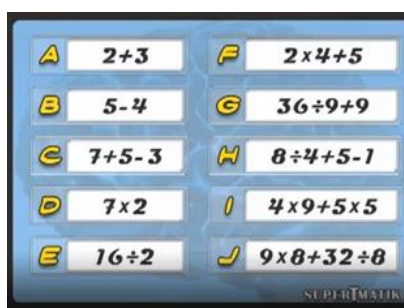 A 2+3
B 5-4
C 7+5-3
D 7x2
E 16÷2
F 2x4+5
G 36÷9+9
H 8÷4+5-1
I 4x9+5x5
J 9x8+32÷8
SUPERTMATIK